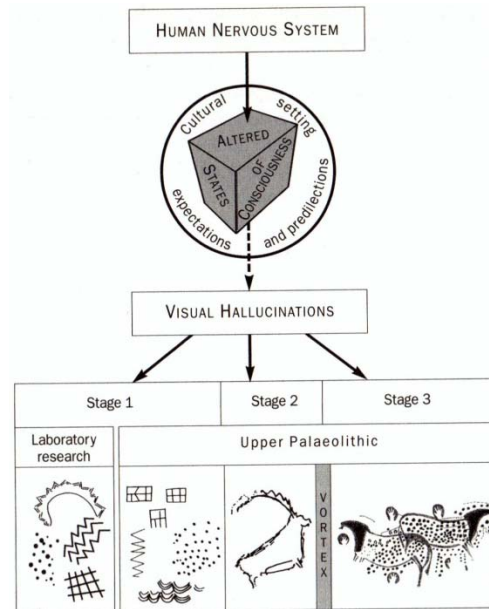 HUMAN NERVOUS SYSTEM
Cultural setting
ALTERED
STATES OF CONSCIOUSNESS
expectations and predilections
VISUAL HALLUCINATIONS
Stage 1 Stage 2 Stage 3
Laboratory research Upper Palaeolithic
VORTEX